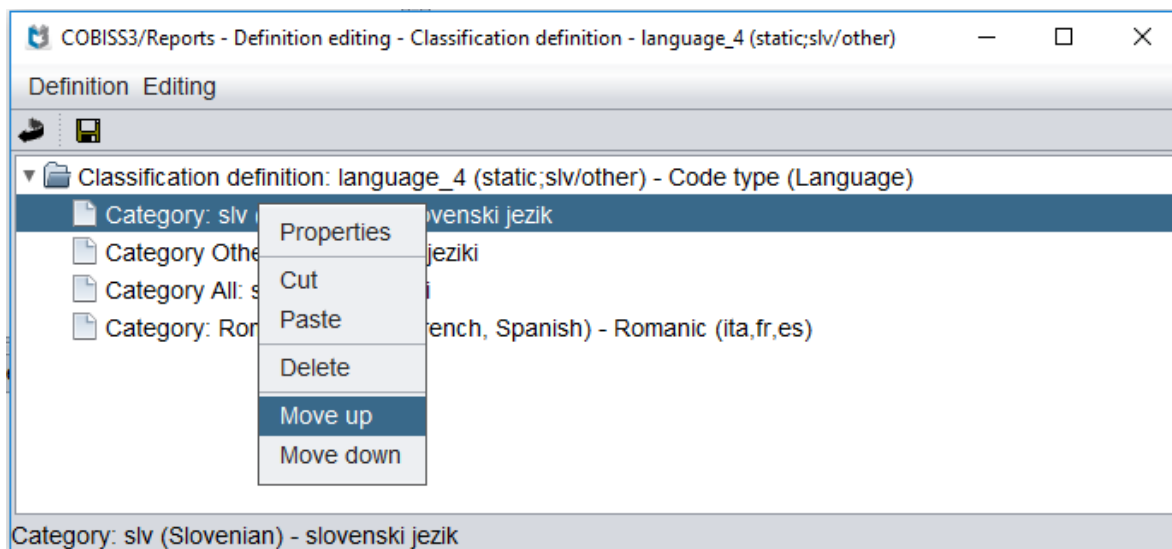 COBISS3/Reports - Definition editing - Classification definition - language_4 (static;slv/other)
Definition Editing
Classification definition: language_4 (static;slv/other) - Code type (Language)
Category: slv ovenski jezik
Category Othe jeziki
Category All: s i
Category: Ron ench, Spanish) - Romanic (ita,fr,es)
Properties
Cut
Paste
Delete
Move up
Move down
Category: slv (Slovenian) - slovenski jezik